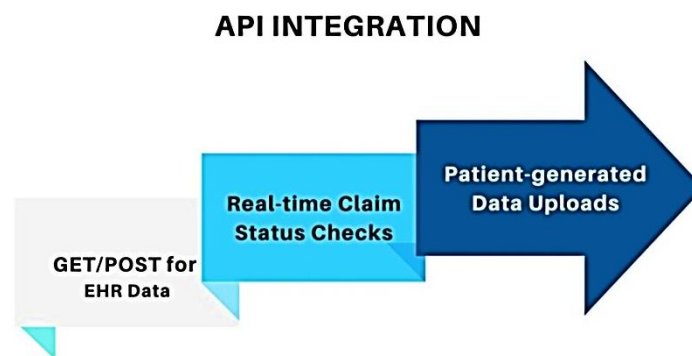 API INTEGRATION
GET/POST for
EHR Data
Real-time Claim
Status Checks
Patient-generated
Data Uploads